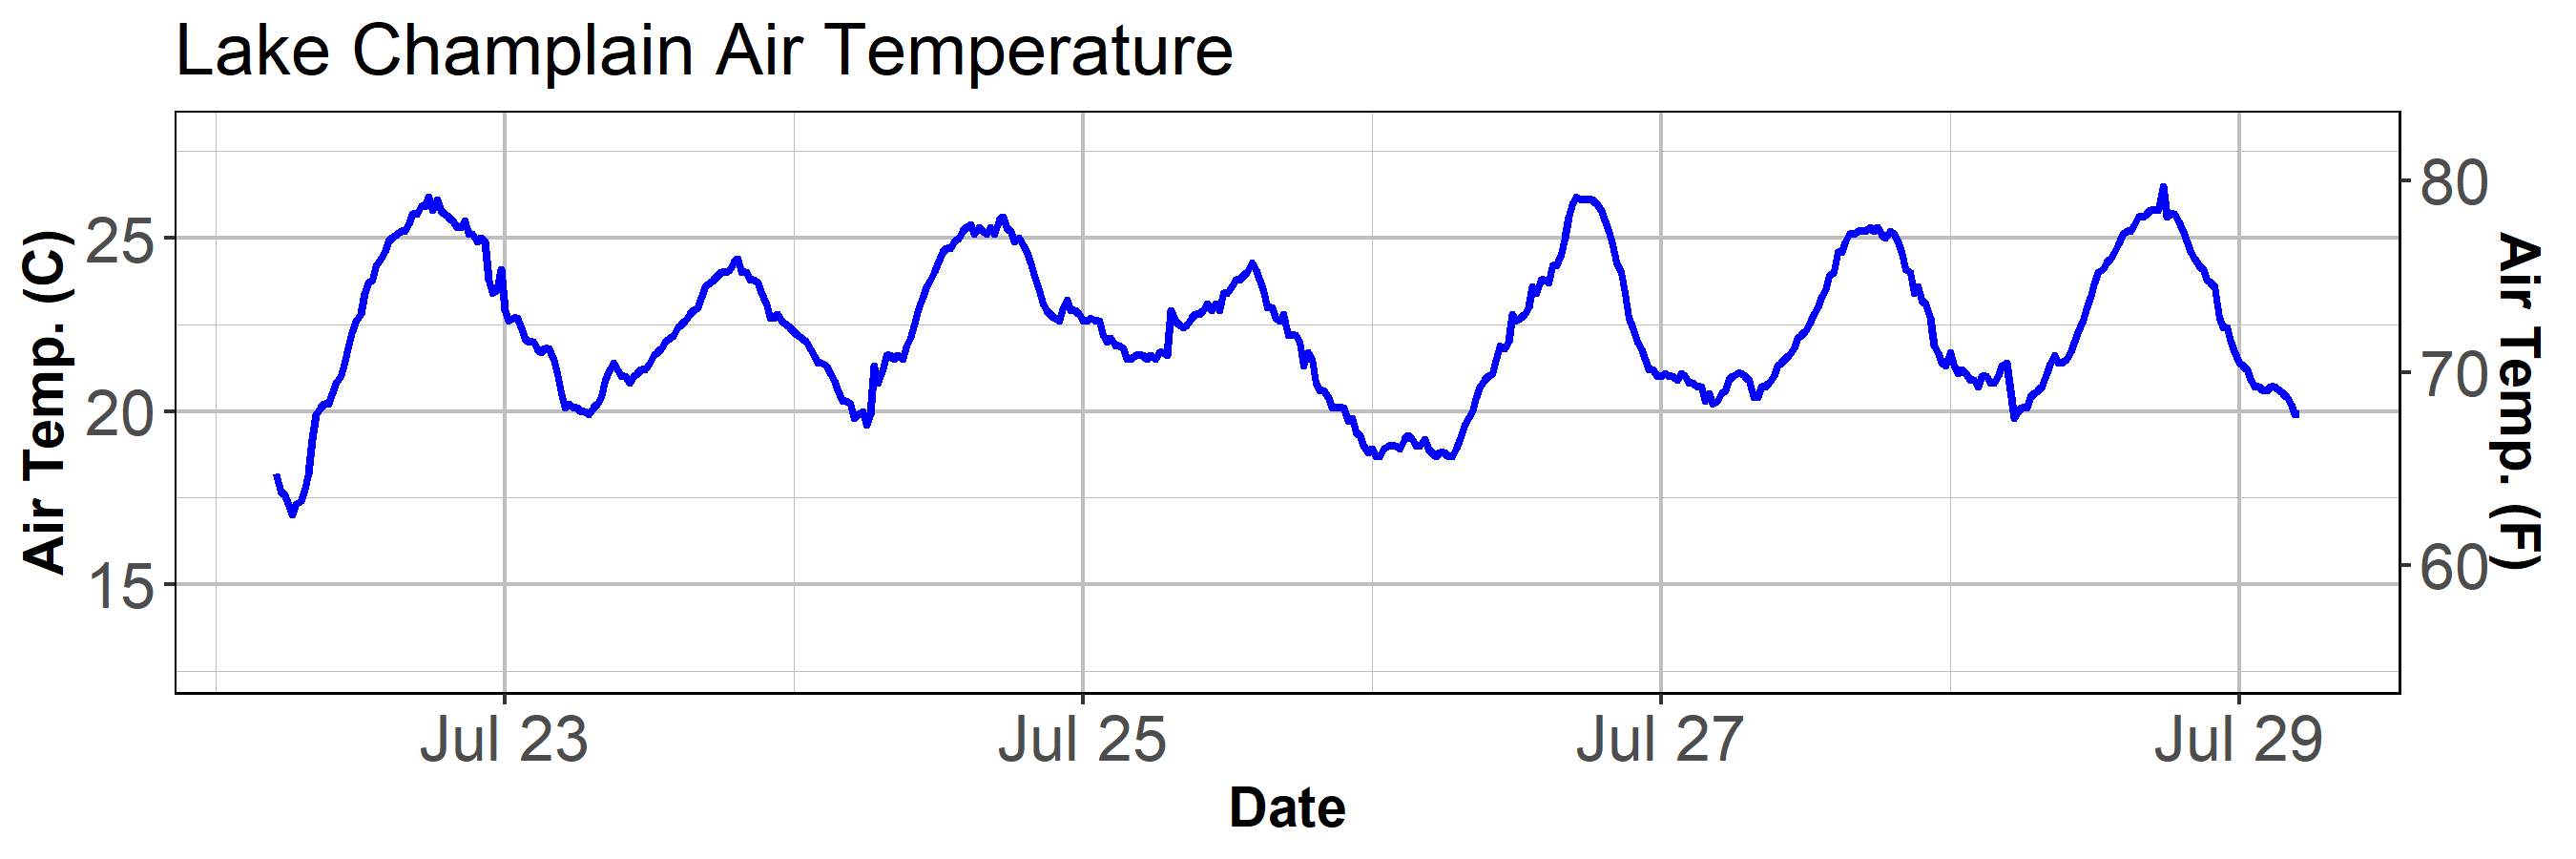 Lake Champlain Air Temperature
Air Temp. (C)
25
20
15
80
70
60
Air Temp. (F)
Jul 23 Jul 25 Jul 27 Jul 29
Date